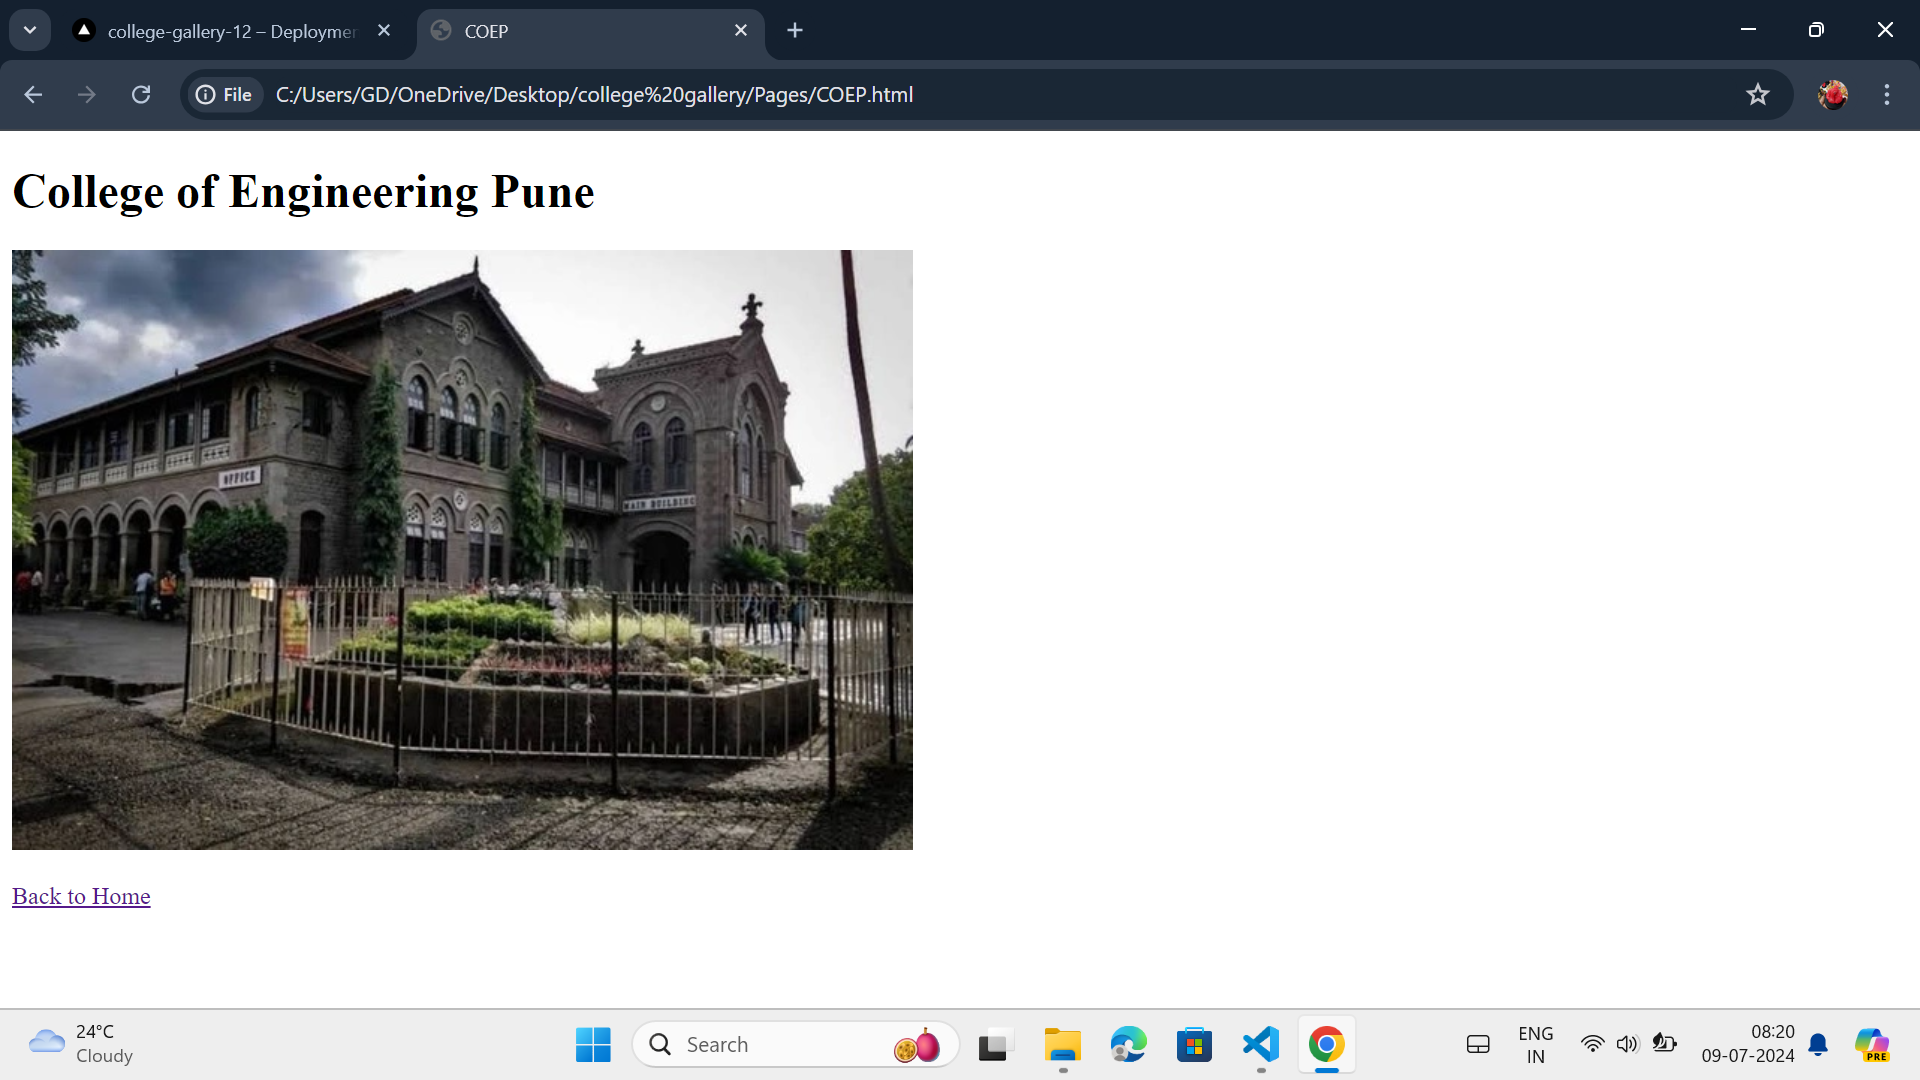 college-gallery-12 – Deploymen
COEP
File
C:/Users/GD/OneDrive/Desktop/college%20gallery/Pages/COEP.html
College of Engineering Pune
OFFICE
MAIN BUILDING
Back to Home
24°C
Cloudy
Search
PRE
ENG
IN
08:20
09-07-2024